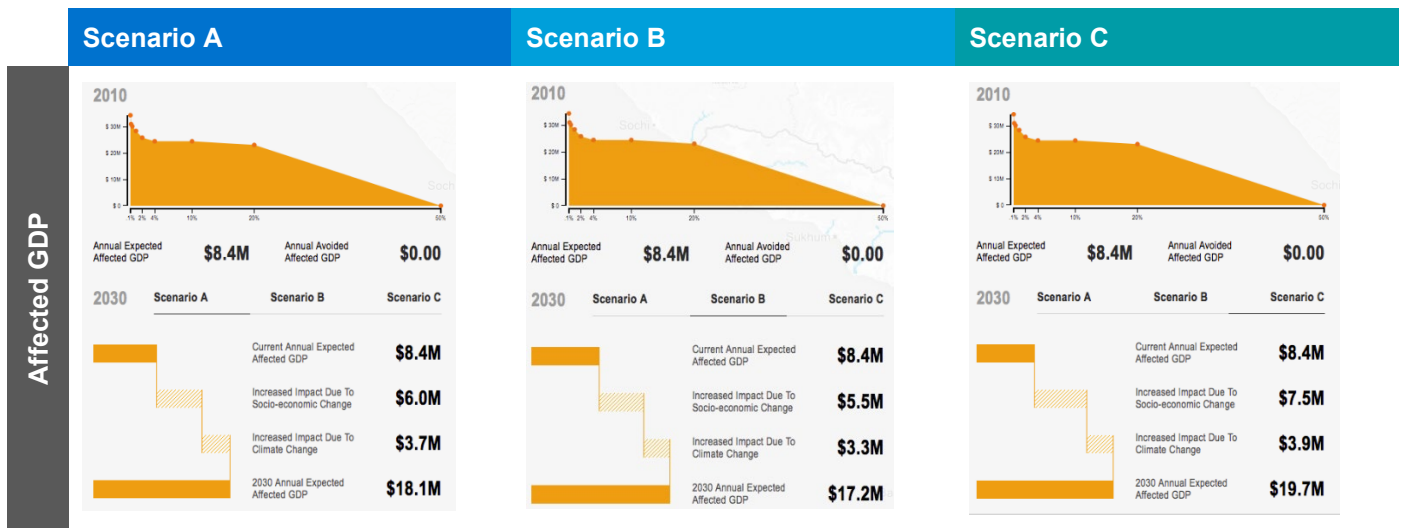 Scenario A
Scenario B
Scenario C
Affected GDP
2010
$ 30M
$ 20M
$ 10M
$ 0
.1% 2% 4% 10% 20% 50%
Soch
Annual Expected
Affected GDP
$8.4M
Annual Avoided
Affected GDP
$0.00
2030
Scenario A
Scenario B
Scenario C
Current Annual Expected
Affected GDP
$8.4M
Increased Impact Due To
Socio-economic Change
$6.0M
Increased Impact Due To
Climate Change
$3.7M
2030 Annual Expected
Affected GDP
$18.1M
2010
$ 30M
$ 20M
$ 10M
$ 0
.1% 2% 4% 10% 20% 50%
Sochi
Sukhumi
Annual Expected
Affected GDP
$8.4M
Annual Avoided
Affected GDP
$0.00
2030
Scenario A
Scenario B
Scenario C
Current Annual Expected
Affected GDP
$8.4M
Increased Impact Due To
Socio-economic Change
$5.5M
Increased Impact Due To
Climate Change
$3.3M
2030 Annual Expected
Affected GDP
$17.2M
2010
$ 30M
$ 20M
$ 10M
$ 0
.1% 2% 4% 10% 20% 50%
Sochi
Annual Expected
Affected GDP
$8.4M
Annual Avoided
Affected GDP
$0.00
2030
Scenario A
Scenario B
Scenario C
Current Annual Expected
Affected GDP
$8.4M
Increased Impact Due To
Socio-economic Change
$7.5M
Increased Impact Due To
Climate Change
$3.9M
2030 Annual Expected
Affected GDP
$19.7M